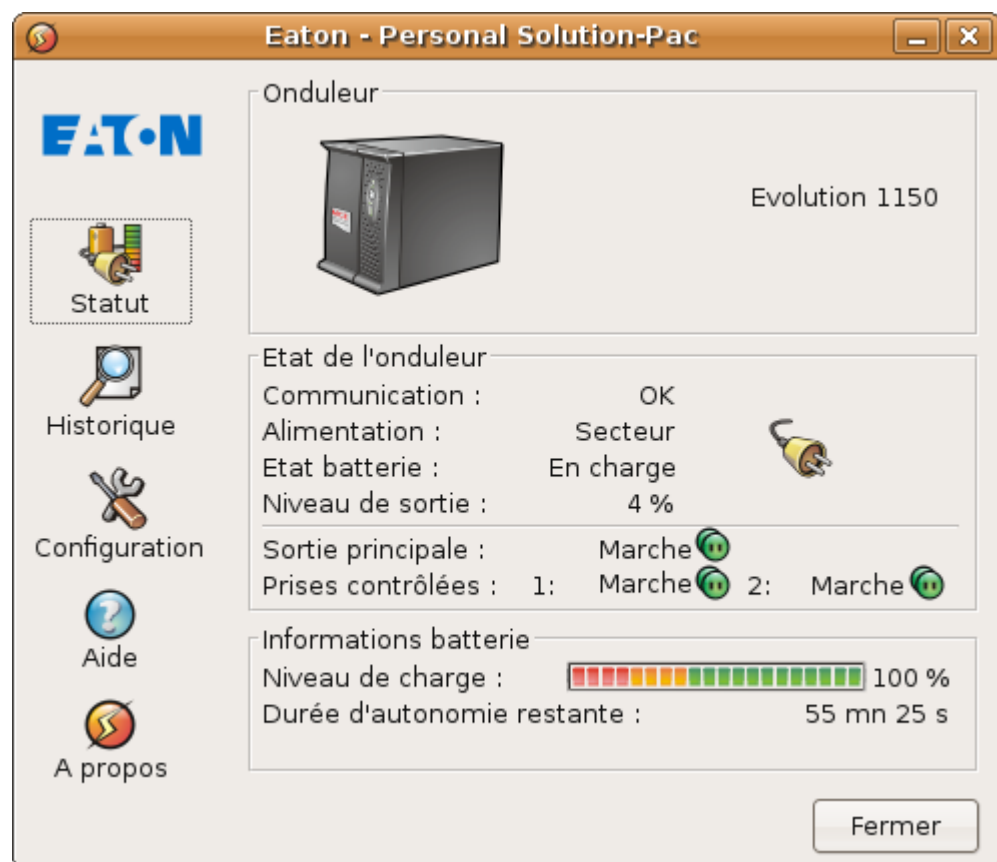 Eaton - Personal Solution-Pac
EATON
Statut
Historique
Configuration
Aide
A propos
Onduleur
Evolution 1150
Etat de l'onduleur
Communication : OK
Alimentation : Secteur
Etat batterie : En charge
Niveau de sortie : 4 %
Sortie principale : Marche
Prises contrôlées : 1: Marche 2: Marche
Informations batterie
Niveau de charge : 100 %
Durée d'autonomie restante : 55 mn 25 s
Fermer